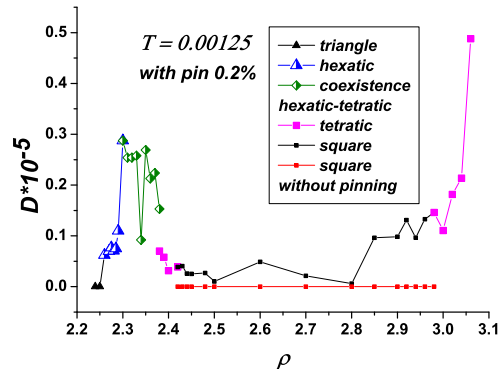 0.5
0.4
0.3
0.2
0.1
0.0
D*10-5
T = 0.00125
with pin 0.2%
triangle
hexatic
coexistence
hexatic-tetratic
tetratic
square
square
without pinning
2.2 2.3 2.4 2.5 2.6 2.7 2.8 2.9 3.0 3.1
ρ